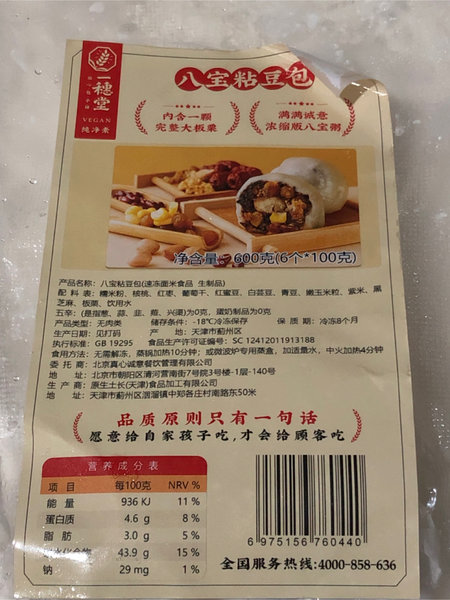 八宝粘豆包
一穗堂
VEGAN
纯净素
内含一颗
完整大板栗
满满诚意
浓缩版八宝粥
净含量：600克(6个*100克)
产品名称：八宝粘豆包(速冻面米食品 生制品)
配 料 表：糯米粉、核桃、红枣、葡萄干、红蜜豆、白芸豆、青豆、嫩玉米粒、紫米、黑
芝麻、板栗、饮用水
五辛：(是指葱、蒜、韭、薤、兴渠)为0克，蛋奶制品为0克。
产品类型：无肉类 储存条件：-18℃冷冻保存 保 质 期：冷冻8个月
生产日期：见打码 产 地：天津市蓟州区
执行标准：GB 19295 食品生产许可证编号：SC 12412011913188
食用方法：无需解冻，蒸锅加热10分钟；或微波炉专用蒸盒，加适量水，中火加热4分钟
委 托 商：北京真心诚意餐饮管理有限公司
地 址：北京市朝阳区清河营南街7号院3号楼-1层-140号
生 产 商：原生土长(天津)食品加工有限公司
地 址：天津市蓟州区洇溜镇中郑各庄村南路东50米
品质原则只有一句话
愿意给自家孩子吃，才会给顾客吃
营养成分表
项目 每100克 NRV %
能量 936 KJ 11 %
蛋白质 4.6 g 8 %
脂肪 3.0 g 5 %
43.9 g 15 %
钠 29 mg 1 %
6 975156 760440
全国服务热线:4000-858-636